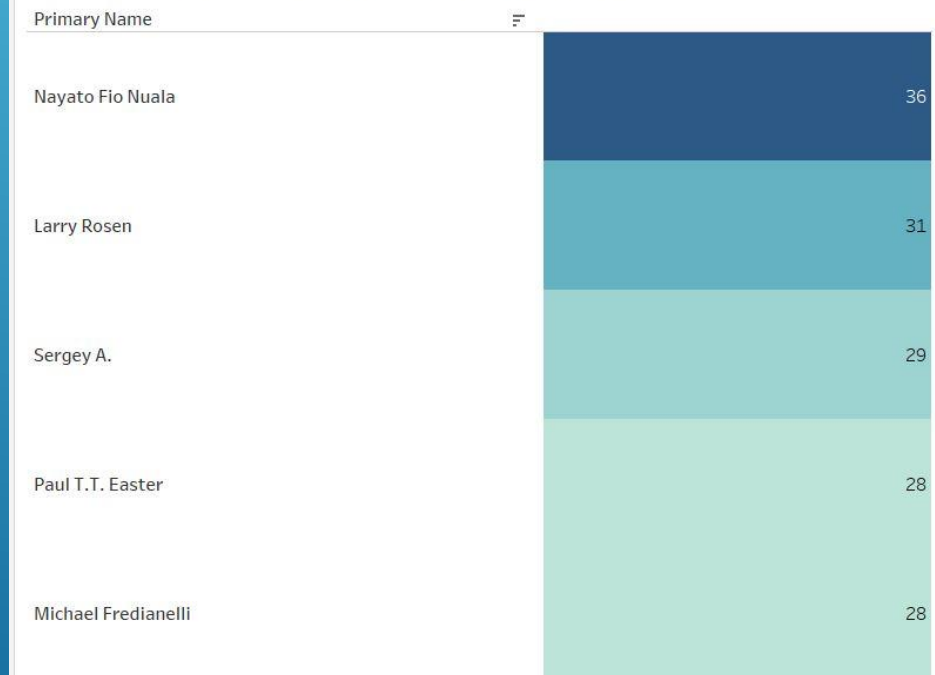 Primary Name
Nayato Fio Nuala 36
Larry Rosen 31
Sergey A. 29
Paul T.T. Easter 28
Michael Fredianelli 28